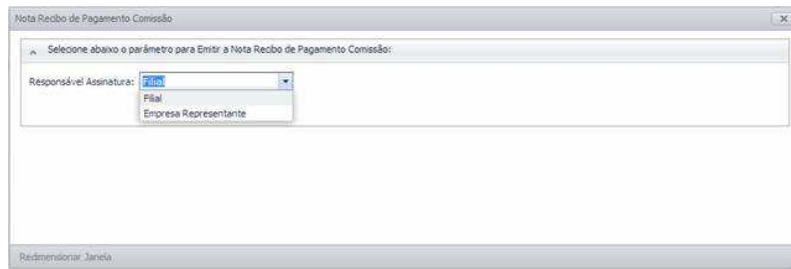 Nota Recibo de Pagamento Comissão
Selecione abaixo o parâmetro para Emitir a Nota Recibo de Pagamento Comissão:
Responsável Assinatura: Filial
Filial
Empresa Representante
Redimensionar Janela